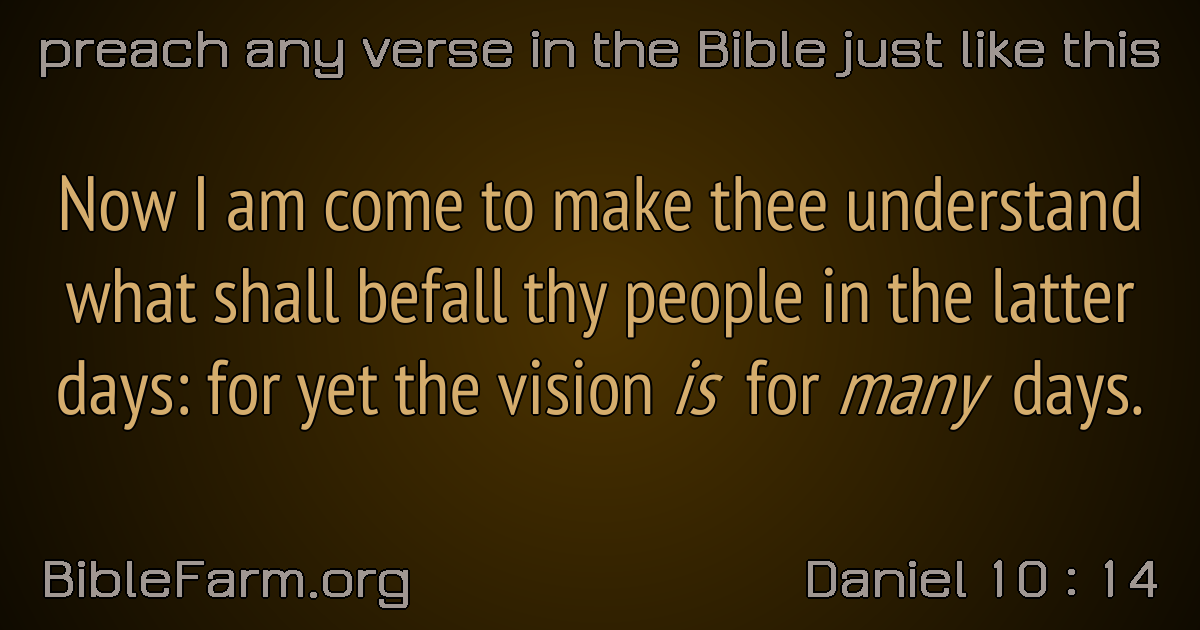 preach any verse in the Bible just like this
Now I am come to make thee understand
what shall befall thy people in the latter
days: for yet the vision is for many days.
BibleFarm.org
Daniel 10 : 14